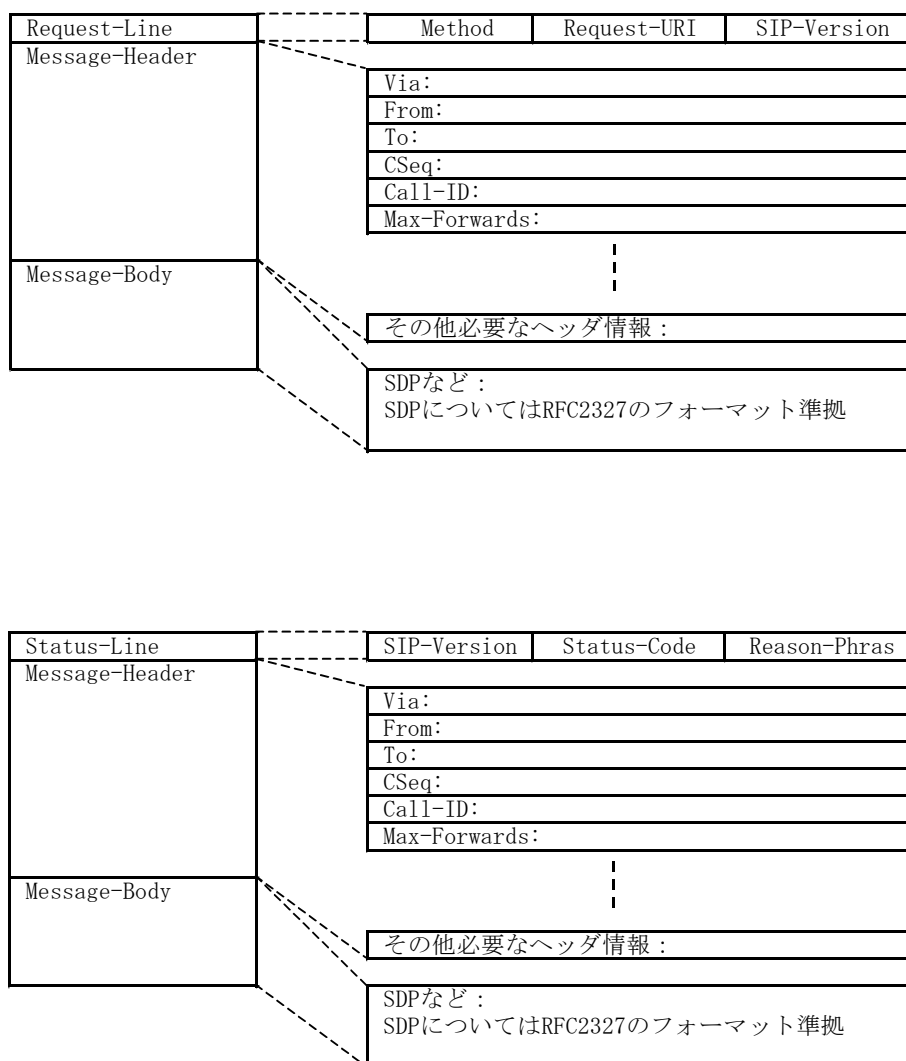 Request-Line
Method Request-URI SIP-Version
Message-Header
Via:
From:
To:
CSeq:
Call-ID:
Max-Forwards:
Message-Body
その他必要なヘッダ情報：
SDPなど：
SDPについてはRFC2327のフォーマット準拠
Status-Line
SIP-Version Status-Code Reason-Phras
Message-Header
Via:
From:
To:
CSeq:
Call-ID:
Max-Forwards:
Message-Body
その他必要なヘッダ情報：
SDPなど：
SDPについてはRFC2327のフォーマット準拠